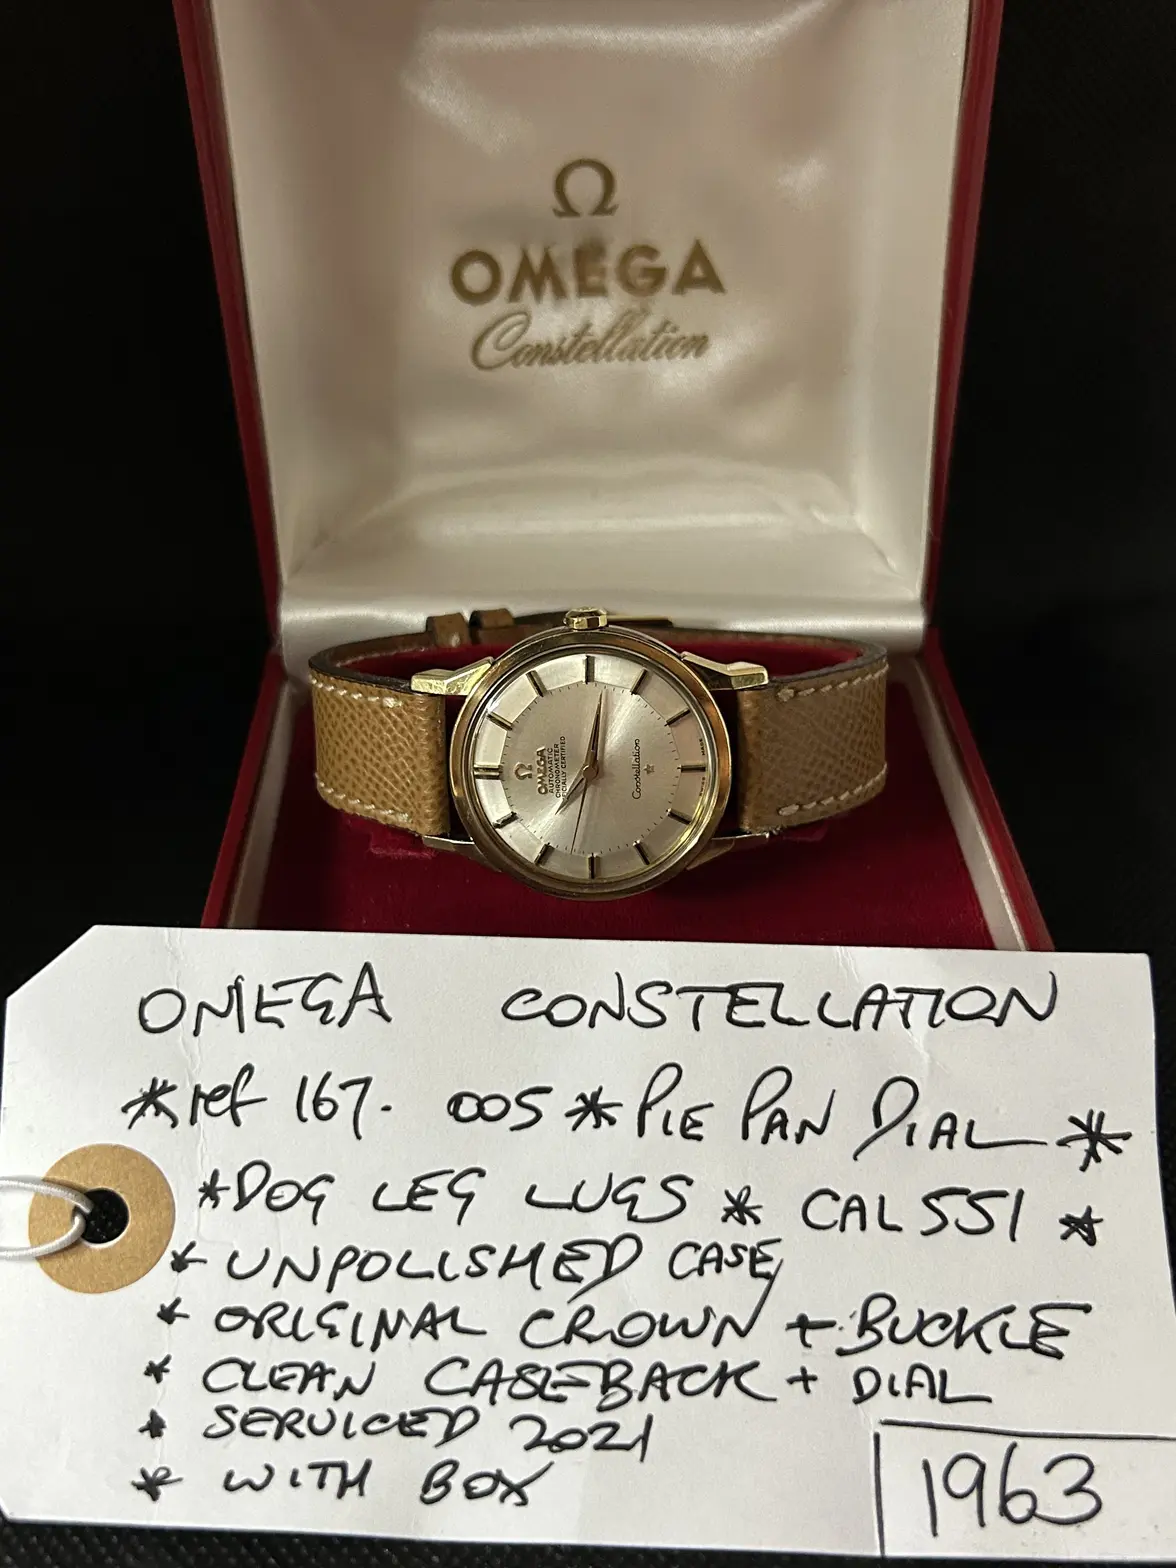 Ω
OMEGA
Constellation
Ω
OMEGA
AUTOMATIC
CHRONOMETER
OFFICIALLY CERTIFIED
Constellation
OMEGA CONSTELLATION
*ref 167.005 * PIE PAN DIAL *
*DOG LEG LUGS * CAL 551 *
* UNPOLISHED CASE
* ORIGINAL CROWN + BUCKLE
* CLEAN CASEBACK + DIAL
* SERVICED 2021
* WITH BOX
1963